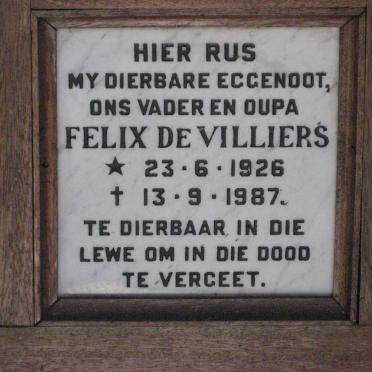 HIER RUS
MY DIERBARE EGGENOOT,
ONS VADER EN OUPA
FELIX DE VILLIERS
★ 23·6·1926
✝ 13·9·1987.
TE DIERBAAR IN DIE
LEWE OM IN DIE DOOD
TE VERGEET.